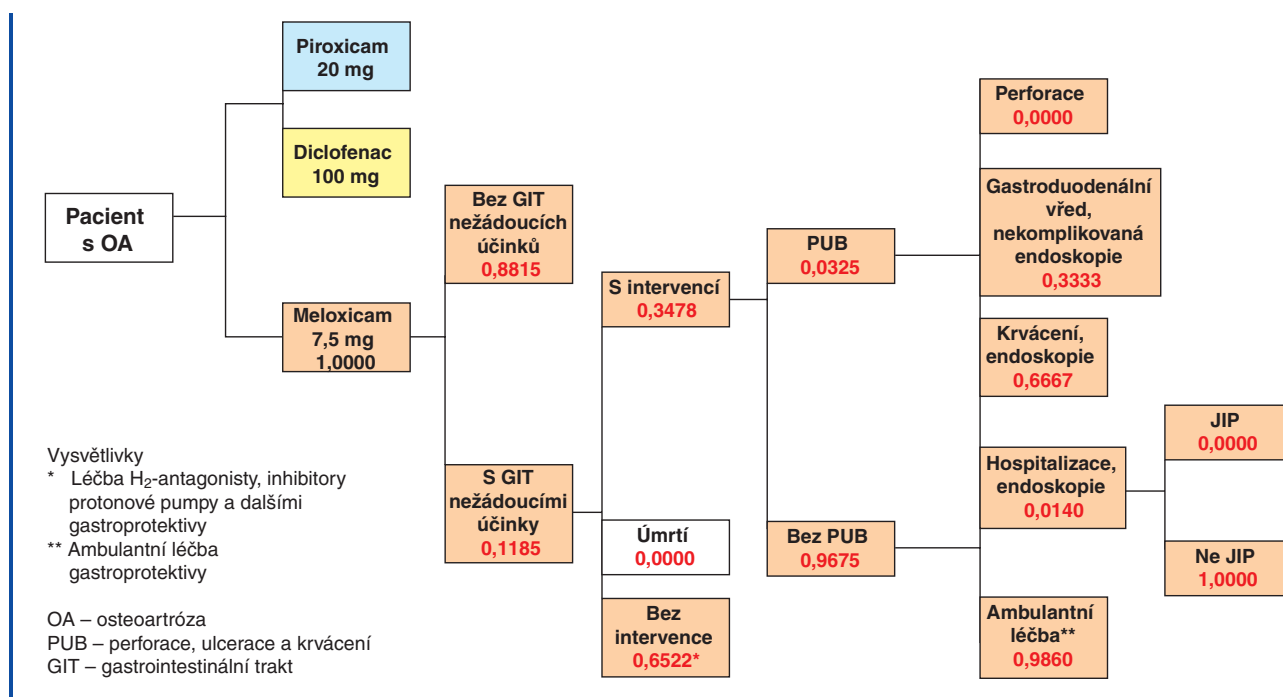 Piroxicam
20 mg
Diclofenac
100 mg
Pacient
s OA
Meloxicam
7,5 mg
1,0000
Bez GIT
nežádoucích
účinků
0,8815
S GIT
nežádoucími
účinky
0,1185
S intervencí
0,3478
Úmrtí
0,0000
Bez
intervence
0,6522*
PUB
0,0325
Bez PUB
0,9675
Perforace
0,0000
Gastroduodenální
vřed,
nekomplikovaná
endoskopie
0,3333
Krvácení,
endoskopie
0,6667
Hospitalizace,
endoskopie
0,0140
Ambulantní
léčba**
0,9860
JIP
0,0000
Ne JIP
1,0000
Vysvětlivky
* Léčba H₂-antagonisty, inhibitory
protonové pumpy a dalšími
gastroprotektivy
** Ambulantní léčba
gastroprotektivy
OA – osteoartróza
PUB – perforace, ulcerace a krvácení
GIT – gastrointestinální trakt